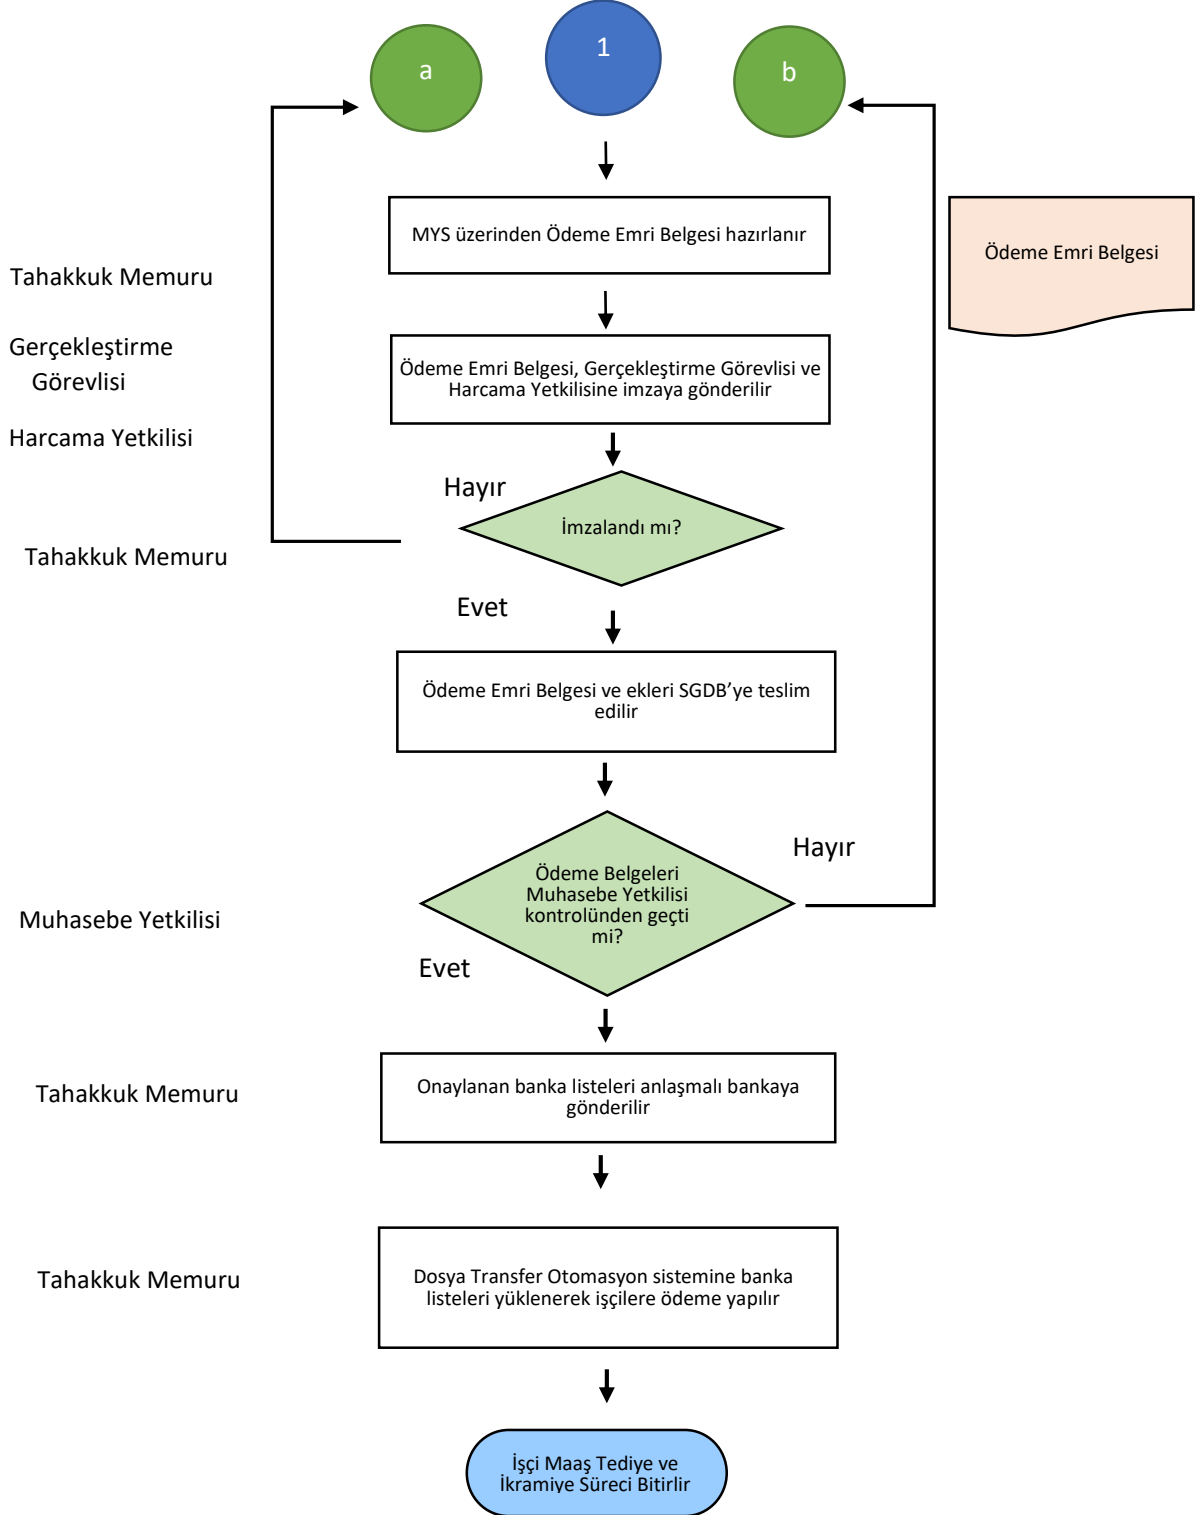 a
1
b
MYS üzerinden Ödeme Emri Belgesi hazırlanır
Ödeme Emri Belgesi
Tahakkuk Memuru
Gerçekleştirme
Görevlisi
Ödeme Emri Belgesi, Gerçekleştirme Görevlisi ve
Harcama Yetkilisine imzaya gönderilir
Harcama Yetkilisi
Hayır
İmzalandı mı?
Tahakkuk Memuru
Evet
Ödeme Emri Belgesi ve ekleri SGDB’ye teslim
edilir
Hayır
Ödeme Belgeleri
Muhasebe Yetkilisi
kontrolünden geçti
mi?
Muhasebe Yetkilisi
Evet
Tahakkuk Memuru
Onaylanan banka listeleri anlaşmalı bankaya
gönderilir
Tahakkuk Memuru
Dosya Transfer Otomasyon sistemine banka
listeleri yüklenerek işçilere ödeme yapılır
İşçi Maaş Tediye ve
İkramiye Süreci Bitirlir